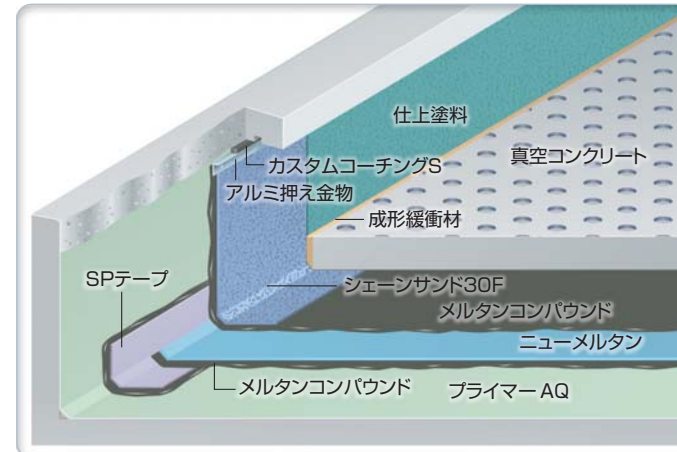 仕上塗料
真空コンクリート
カスタムコーチングS
アルミ押え金物
成形緩衝材
SPテープ
シェーンサンド30F
メルタンコンパウンド
ニューメルタン
メルタンコンパウンド
プライマーAQ